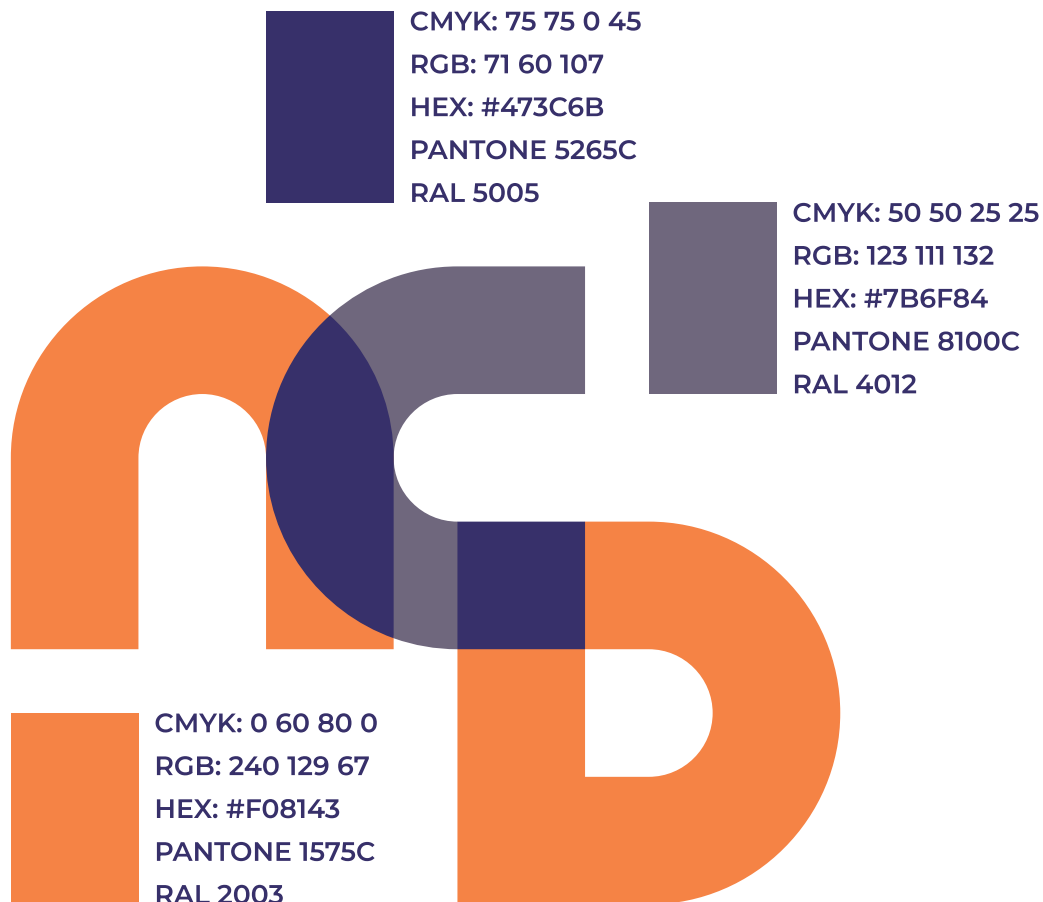 CMYK: 75 75 0 45
RGB: 71 60 107
HEX: #473C6B
PANTONE 5265C
RAL 5005
CMYK: 50 50 25 25
RGB: 123 111 132
HEX: #7B6F84
PANTONE 8100C
RAL 4012
CMYK: 0 60 80 0
RGB: 240 129 67
HEX: #F08143
PANTONE 1575C
RAL 2003